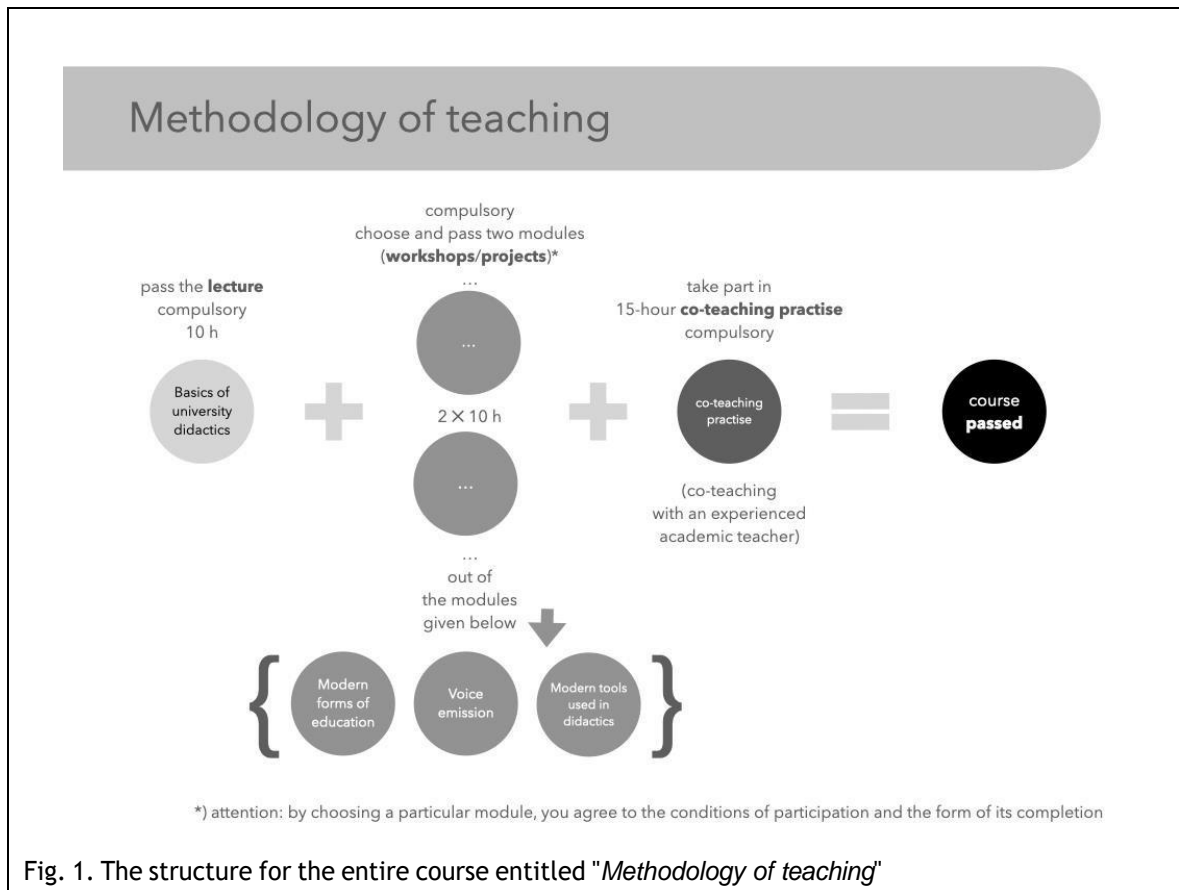 Methodology of teaching
pass the lecture
compulsory
10 h
Basics of
university
didactics
compulsory
choose and pass two modules
(workshops/projects)*
...
...
2 × 10 h
...
...
out of
the modules
given below
take part in
15-hour co-teaching practise
compulsory
co-teaching
practise
(co-teaching
with an experienced
academic teacher)
course
passed
Modern
forms of
education
Voice
emission
Modern tools
used in
didactics
*) attention: by choosing a particular module, you agree to the conditions of participation and the form of its completion
Fig. 1. The structure for the entire course entitled "Methodology of teaching"